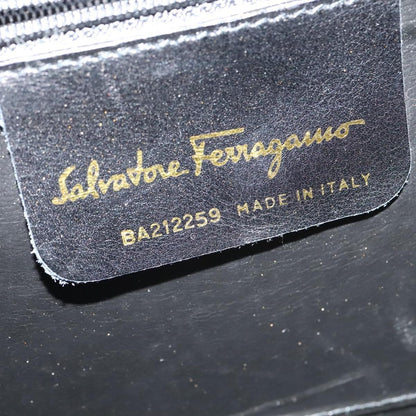 Salvatore Ferragamo
BA212259 MADE IN ITALY